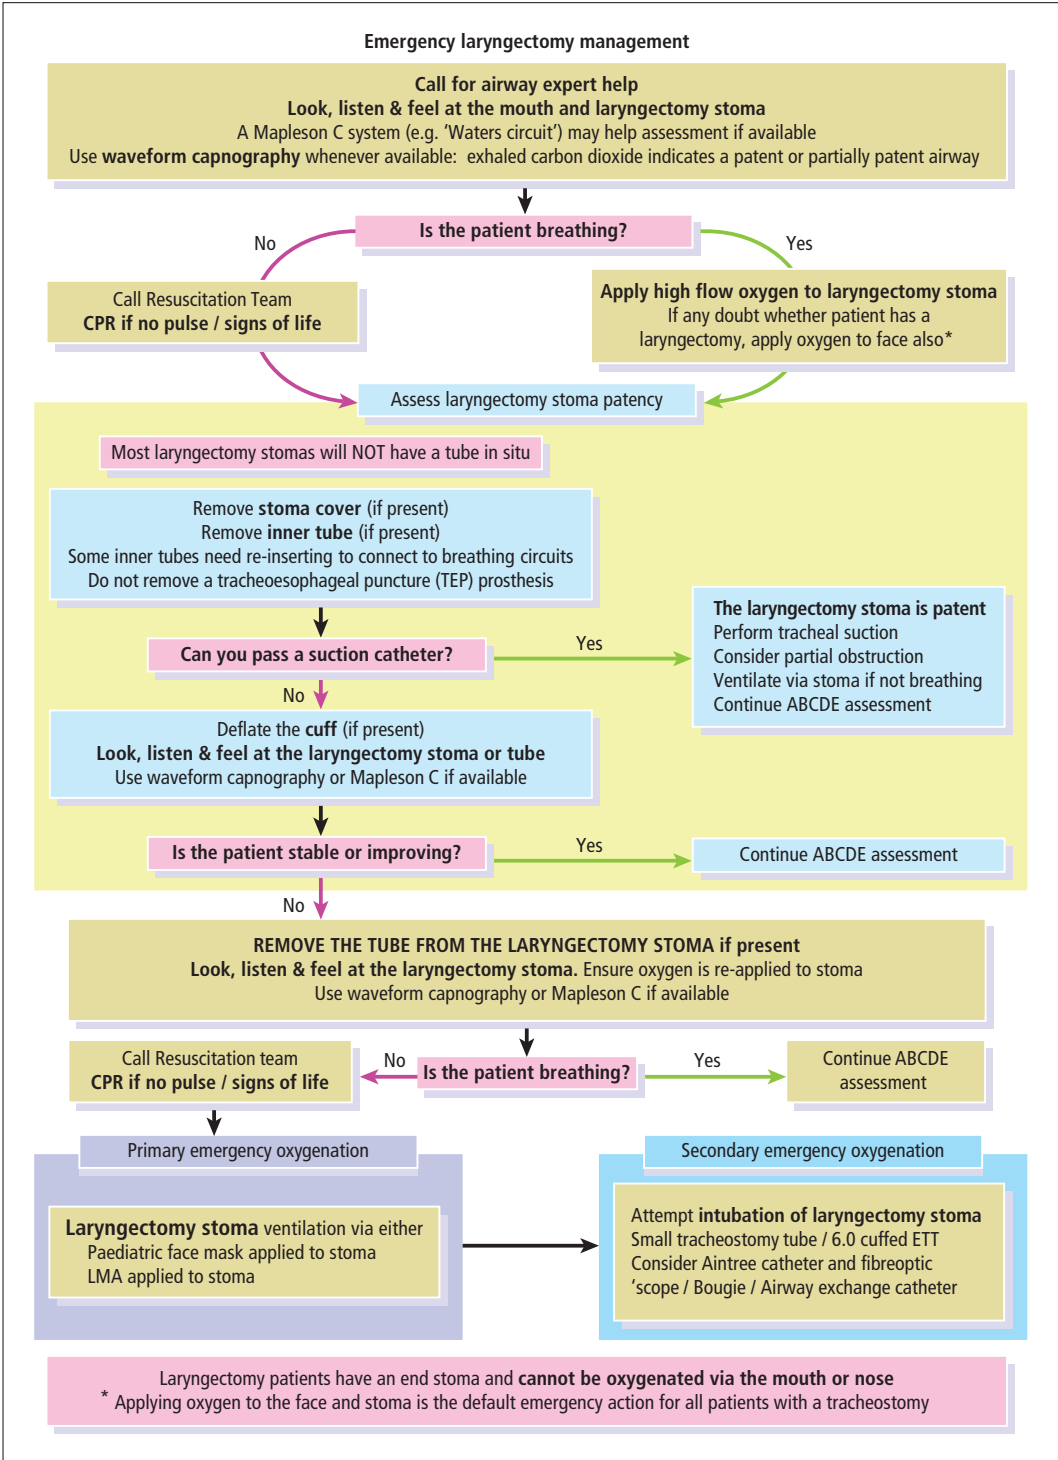 Emergency laryngectomy management
Call for airway expert help
Look, listen & feel at the mouth and laryngectomy stoma
A Mapleson C system (e.g. 'Waters circuit') may help assessment if available
Use waveform capnography whenever available: exhaled carbon dioxide indicates a patent or partially patent airway
Is the patient breathing?
No
Yes
Call Resuscitation Team
CPR if no pulse / signs of life
Apply high flow oxygen to laryngectomy stoma
If any doubt whether patient has a
laryngectomy, apply oxygen to face also*
Assess laryngectomy stoma patency
Most laryngectomy stomas will NOT have a tube in situ
Remove stoma cover (if present)
Remove inner tube (if present)
Some inner tubes need re-inserting to connect to breathing circuits
Do not remove a tracheoesophageal puncture (TEP) prosthesis
Can you pass a suction catheter?
Yes
The laryngectomy stoma is patent
Perform tracheal suction
Consider partial obstruction
Ventilate via stoma if not breathing
Continue ABCDE assessment
No
Deflate the cuff (if present)
Look, listen & feel at the laryngectomy stoma or tube
Use waveform capnography or Mapleson C if available
Is the patient stable or improving?
Yes
Continue ABCDE assessment
No
REMOVE THE TUBE FROM THE LARYNGECTOMY STOMA if present
Look, listen & feel at the laryngectomy stoma. Ensure oxygen is re-applied to stoma
Use waveform capnography or Mapleson C if available
Is the patient breathing?
No
Yes
Call Resuscitation team
CPR if no pulse / signs of life
Continue ABCDE
assessment
Primary emergency oxygenation
Laryngectomy stoma ventilation via either
Paediatric face mask applied to stoma
LMA applied to stoma
Secondary emergency oxygenation
Attempt intubation of laryngectomy stoma
Small tracheostomy tube / 6.0 cuffed ETT
Consider Aintree catheter and fibreoptic
'scope / Bougie / Airway exchange catheter
Laryngectomy patients have an end stoma and cannot be oxygenated via the mouth or nose
* Applying oxygen to the face and stoma is the default emergency action for all patients with a tracheostomy